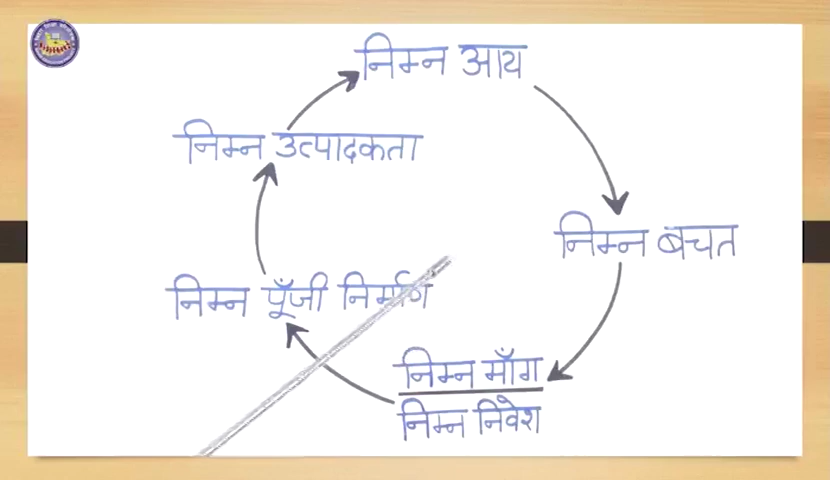 निम्न आय
निम्न उत्पादकता
निम्न बचत
निम्न पूँजी निर्माण
निम्न माँग
निम्न निवेश